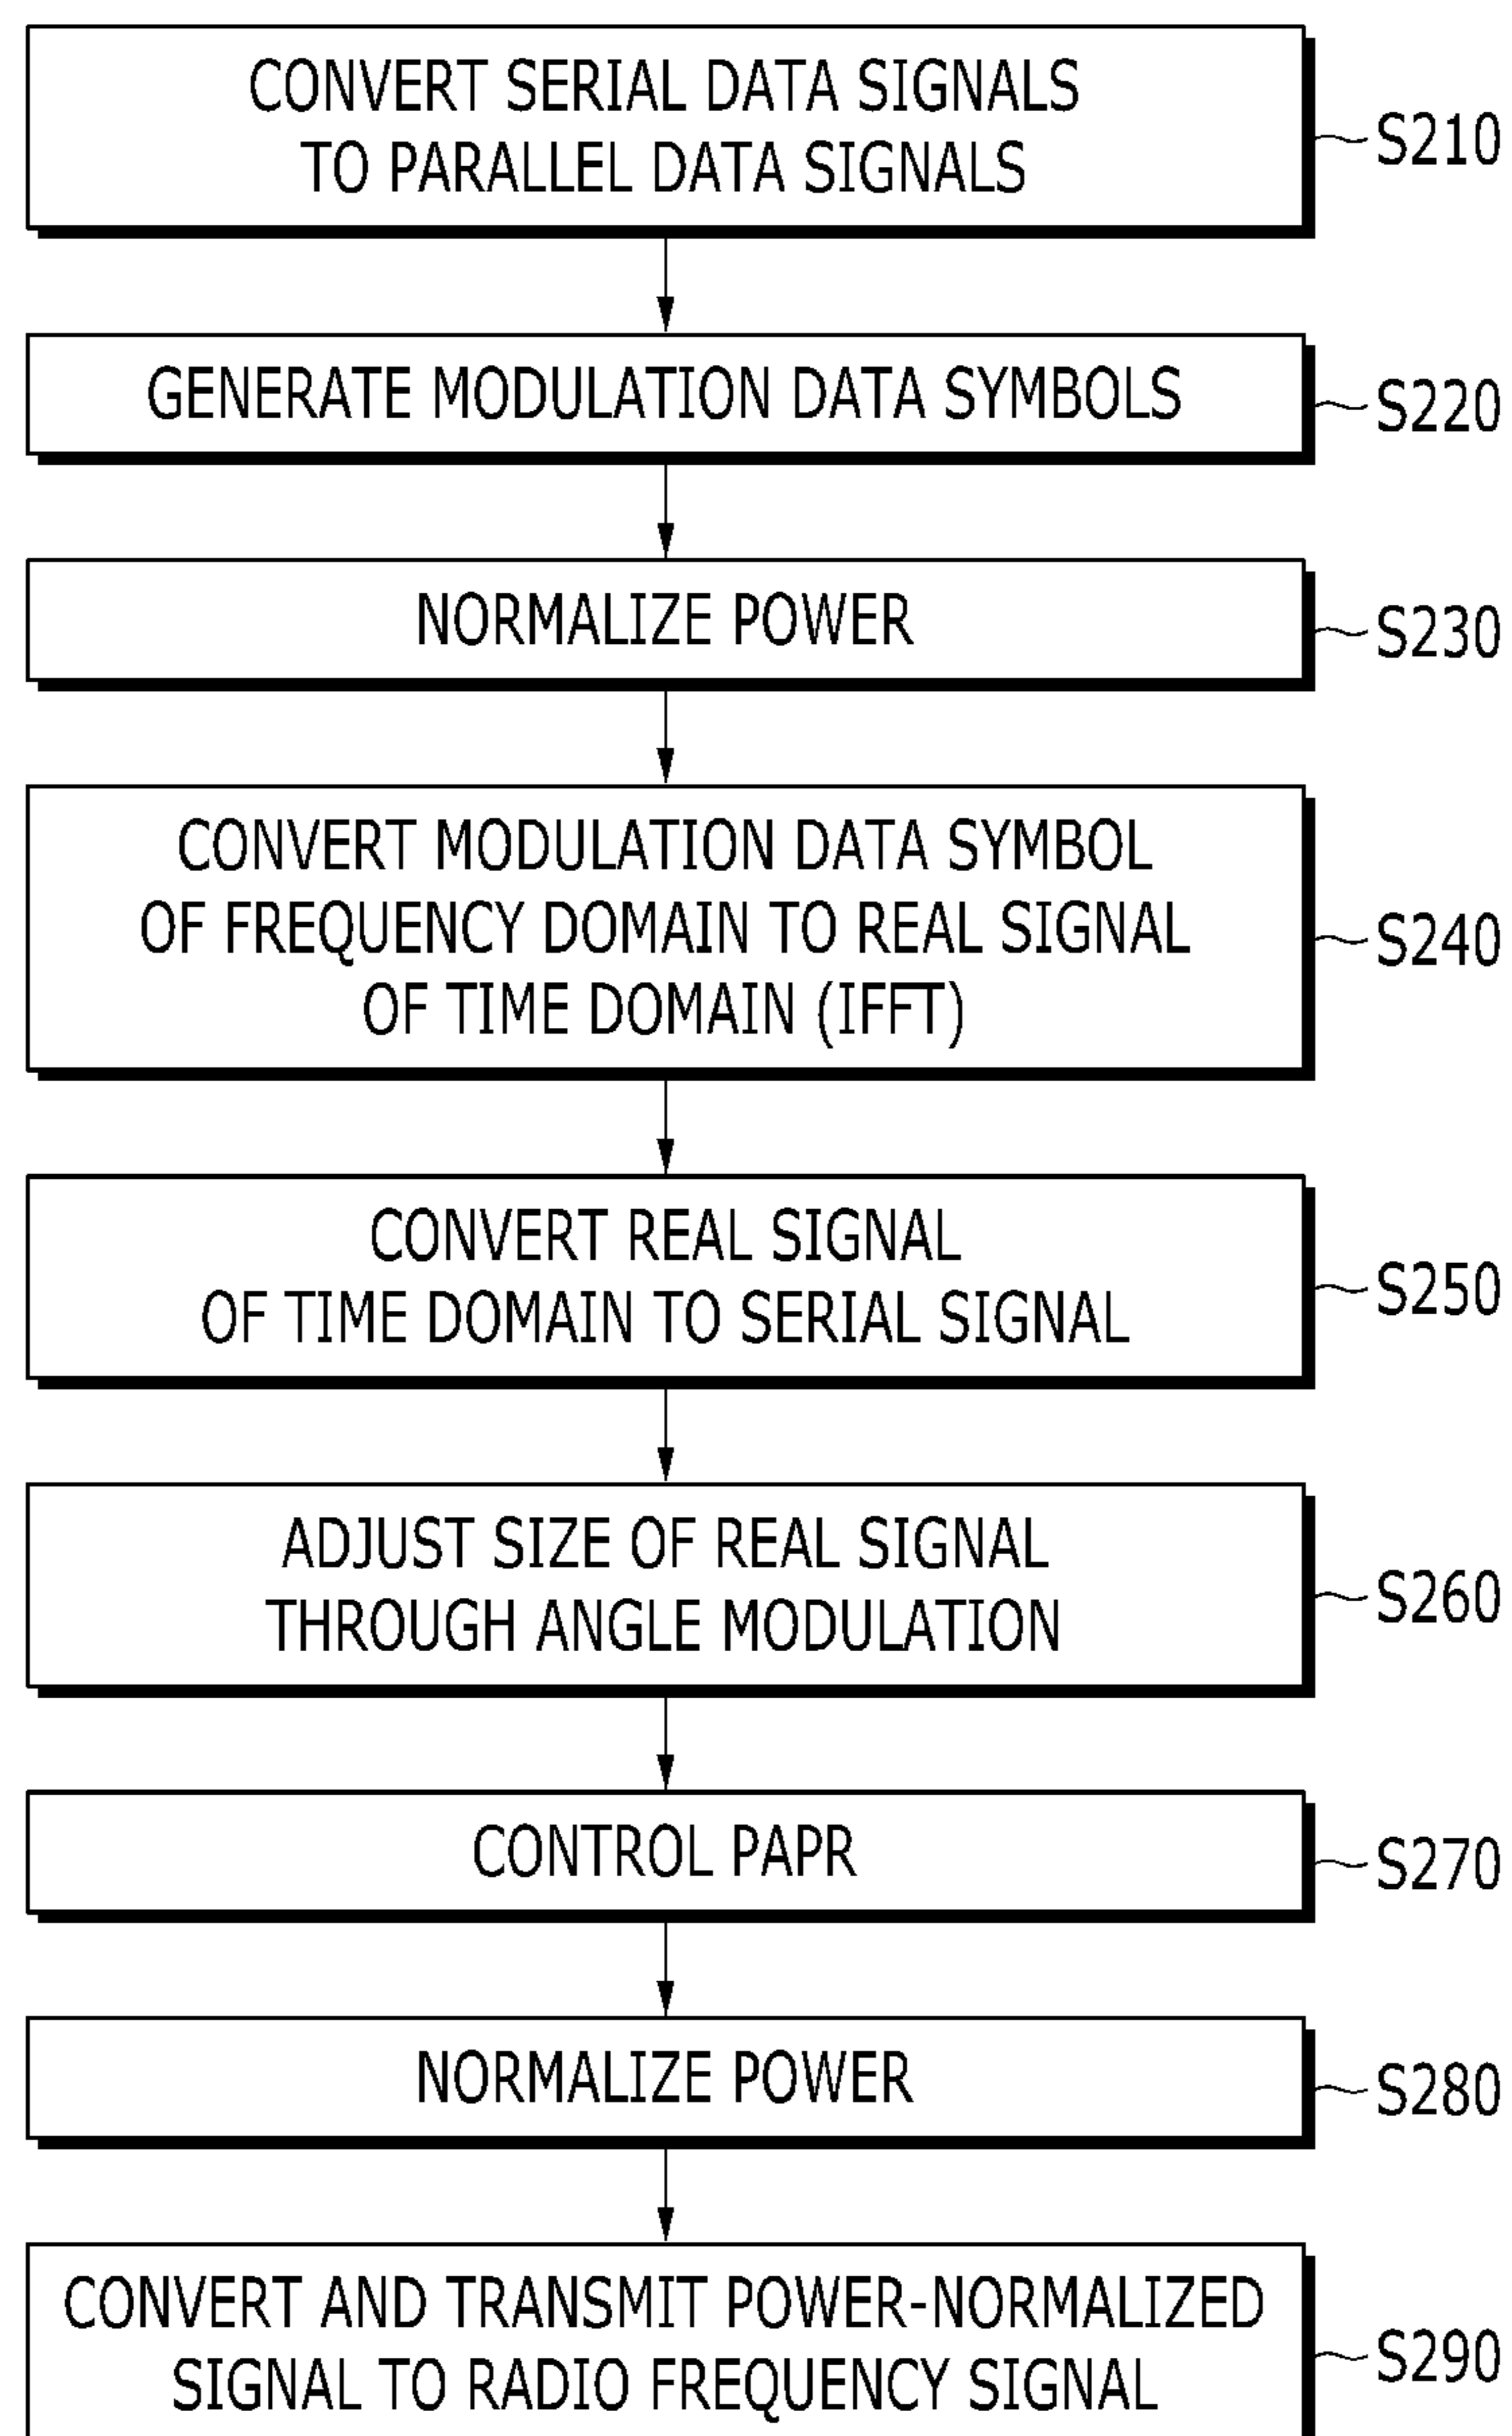 CONVERT SERIAL DATA SIGNALS
TO PARALLEL DATA SIGNALS
S210
GENERATE MODULATION DATA SYMBOLS
S220
NORMALIZE POWER
S230
CONVERT MODULATION DATA SYMBOL
OF FREQUENCY DOMAIN TO REAL SIGNAL
OF TIME DOMAIN (IFFT)
S240
CONVERT REAL SIGNAL
OF TIME DOMAIN TO SERIAL SIGNAL
S250
ADJUST SIZE OF REAL SIGNAL
THROUGH ANGLE MODULATION
S260
CONTROL PAPR
S270
NORMALIZE POWER
S280
CONVERT AND TRANSMIT POWER-NORMALIZED
SIGNAL TO RADIO FREQUENCY SIGNAL
S290